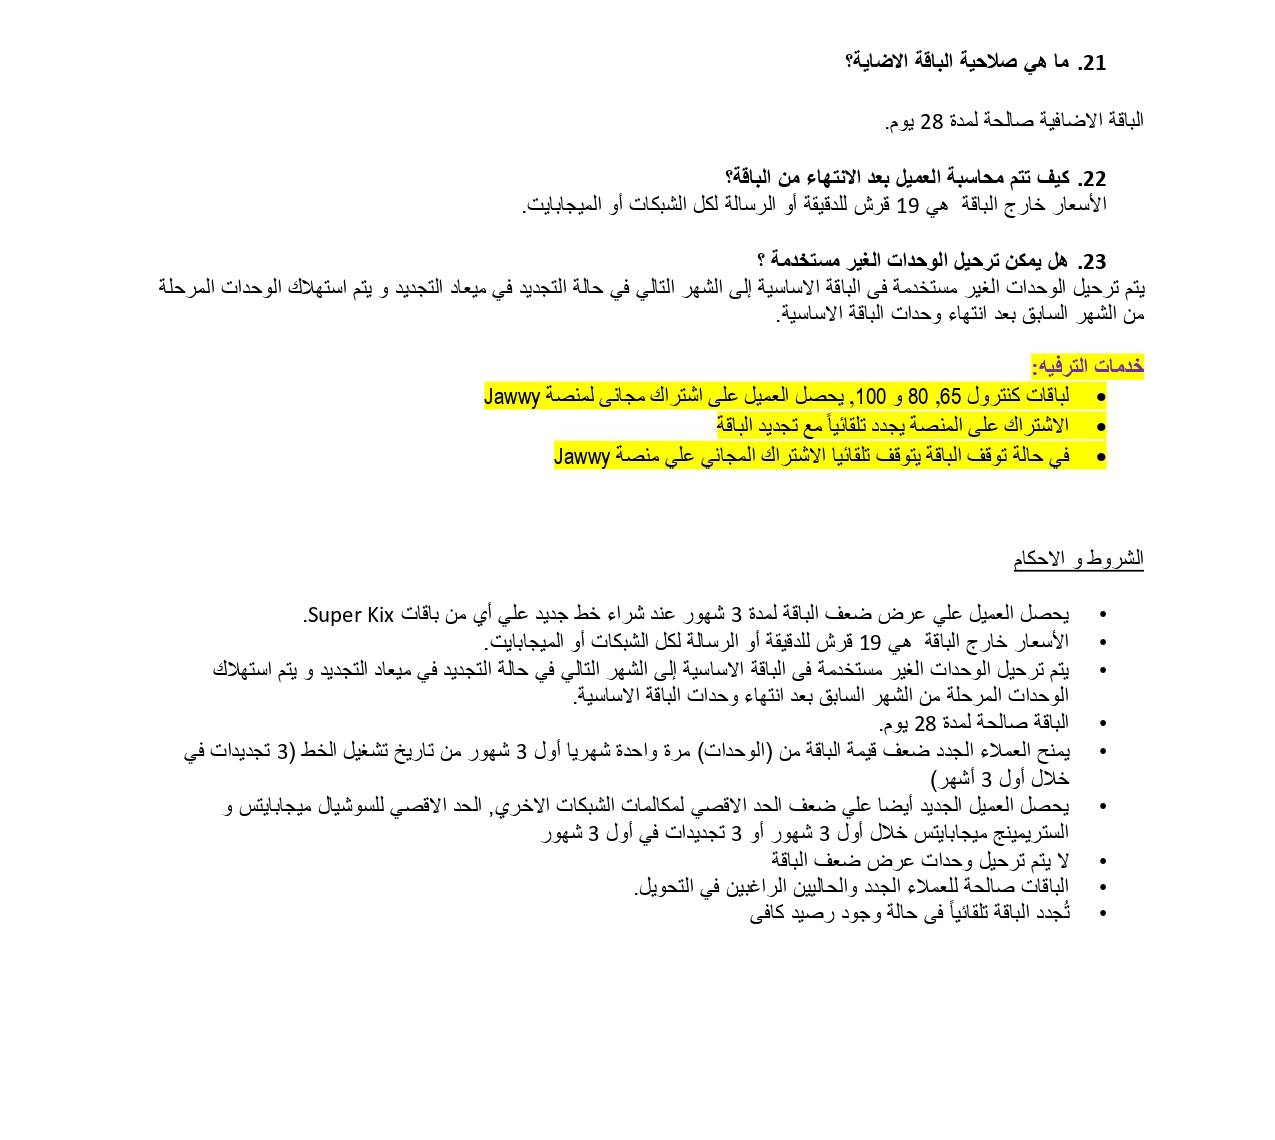 21. ما هي صلاحية الباقة الاضاية؟
الباقة الاضافية صالحة لمدة 28 يوم.
22. كيف تتم محاسبة العميل بعد الانتهاء من الباقة؟
الأسعار خارج الباقة هي 19 قرش للدقيقة أو الرسالة لكل الشبكات أو الميجابايت.
23. هل يمكن ترحيل الوحدات الغير مستخدمة ؟
يتم ترحيل الوحدات الغير مستخدمة فى الباقة الاساسية إلى الشهر التالي في حالة التجديد في ميعاد التجديد و يتم استهلاك الوحدات المرحلة
من الشهر السابق بعد انتهاء وحدات الباقة الاساسية.
خدمات الترفيه:
• لباقات كنترول 65, 80 و 100, يحصل العميل على اشتراك مجانى لمنصة Jawwy
• الاشتراك على المنصة يجدد تلقائياً مع تجديد الباقة
• في حالة توقف الباقة يتوقف تلقائيا الاشتراك المجاني علي منصة Jawwy
الشروط و الاحكام
• يحصل العميل علي عرض ضعف الباقة لمدة 3 شهور عند شراء خط جديد علي أي من باقات Super Kix.
• الأسعار خارج الباقة هي 19 قرش للدقيقة أو الرسالة لكل الشبكات أو الميجابايت.
• يتم ترحيل الوحدات الغير مستخدمة فى الباقة الاساسية إلى الشهر التالي في حالة التجديد في ميعاد التجديد و يتم استهلاك
الوحدات المرحلة من الشهر السابق بعد انتهاء وحدات الباقة الاساسية.
• الباقة صالحة لمدة 28 يوم.
• يمنح العملاء الجدد ضعف قيمة الباقة من (الوحدات) مرة واحدة شهريا أول 3 شهور من تاريخ تشغيل الخط (3 تجديدات في
خلال أول 3 أشهر)
• يحصل العميل الجديد أيضا علي ضعف الحد الاقصي لمكالمات الشبكات الاخري, الحد الاقصي للسوشيال ميجابايتس و
الستريمينج ميجابايتس خلال أول 3 شهور أو 3 تجديدات في أول 3 شهور
• لا يتم ترحيل وحدات عرض ضعف الباقة
• الباقات صالحة للعملاء الجدد والحاليين الراغبين في التحويل.
• تُجدد الباقة تلقائياً فى حالة وجود رصيد كافى